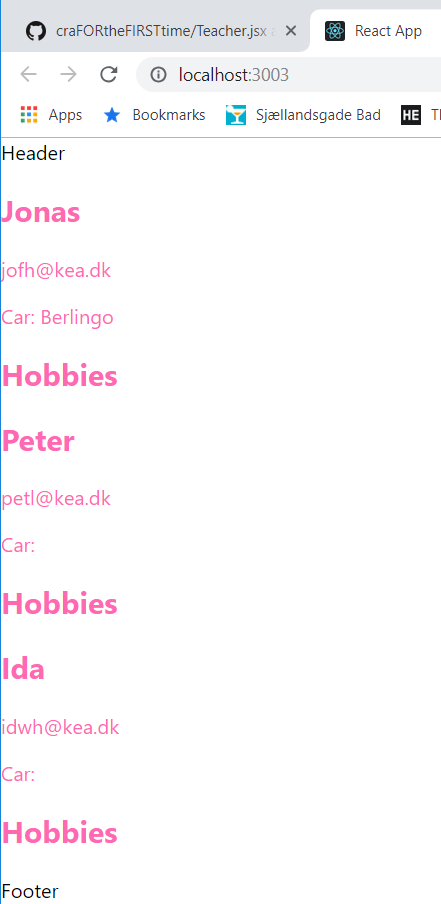 craFORtheFIRSTtime/Teacher.jsx
React App
localhost:3003
Apps Bookmarks Sjællandsgade Bad HE
Header
Jonas
jofh@kea.dk
Car: Berlingo
Hobbies
Peter
petl@kea.dk
Car:
Hobbies
Ida
idwh@kea.dk
Car:
Hobbies
Footer